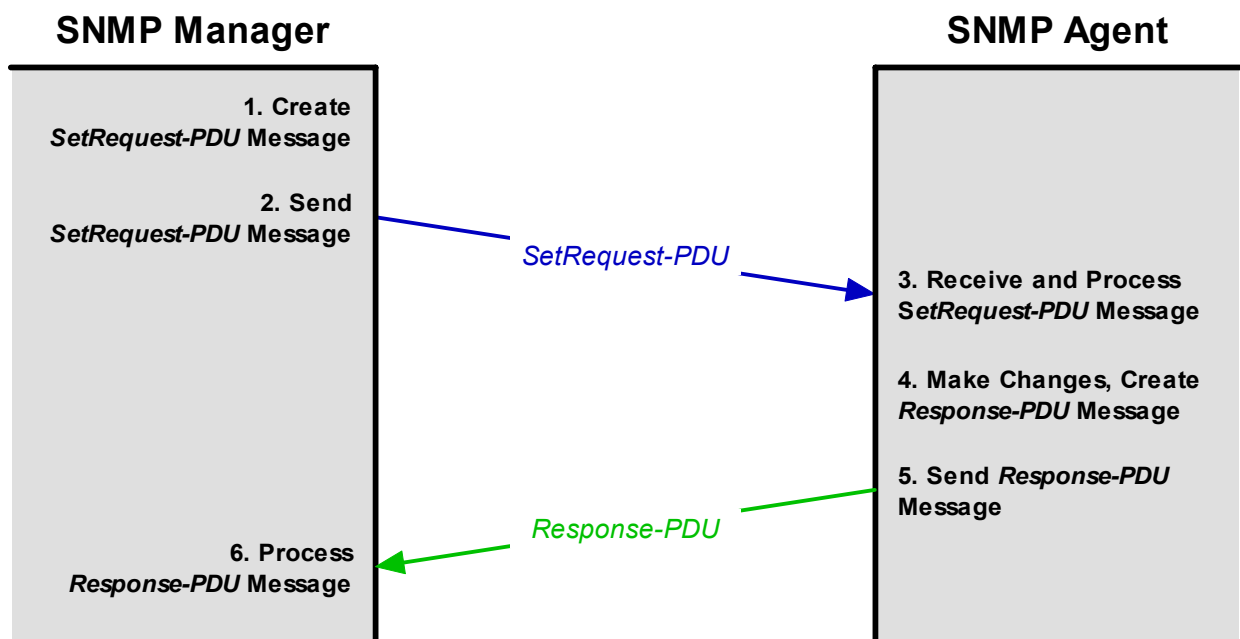 SNMP Manager
SNMP Agent
1. Create
SetRequest-PDU Message
2. Send
SetRequest-PDU Message
SetRequest-PDU
3. Receive and Process
SetRequest-PDU Message
4. Make Changes, Create
Response-PDU Message
5. Send Response-PDU
Message
Response-PDU
6. Process
Response-PDU Message